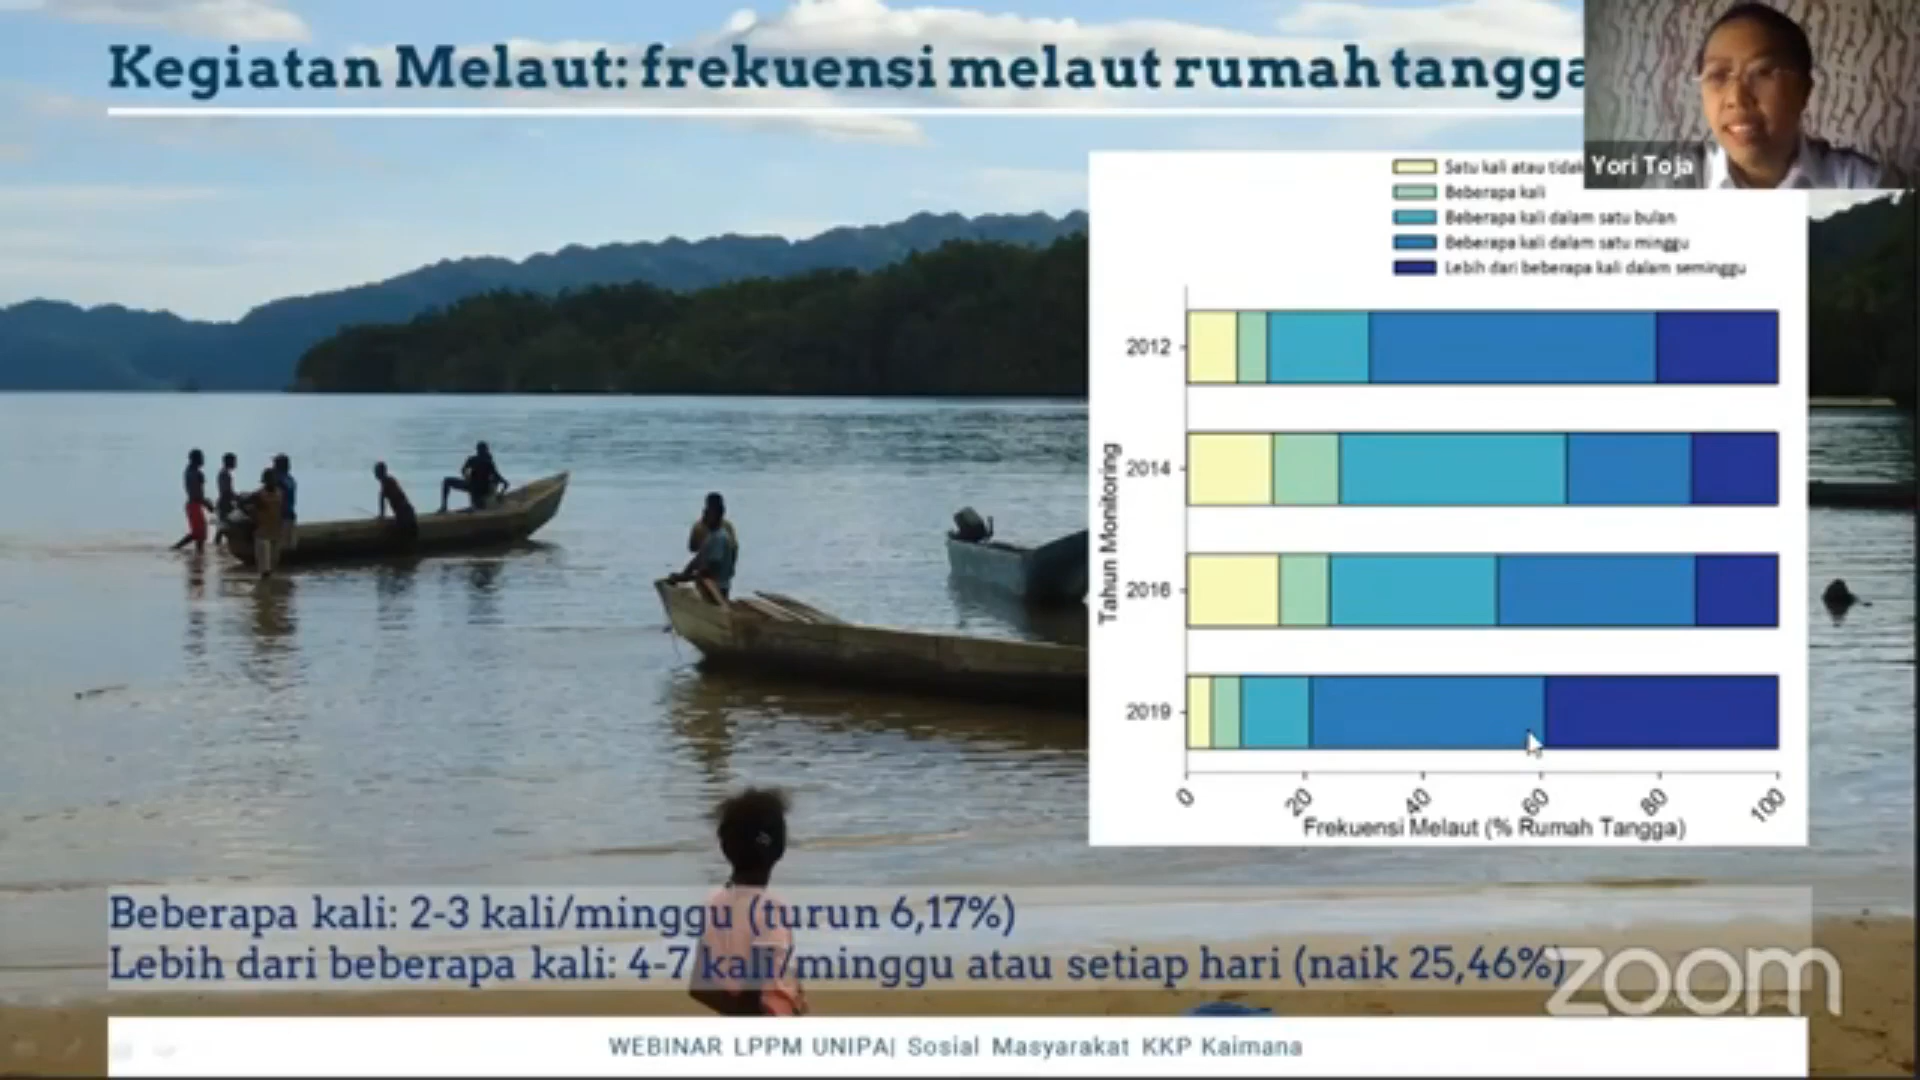 Kegiatan Melaut: frekuensi melaut rumah tangga
Yori Toja
Satu kali atau tidak
Beberapa kali
Beberapa kali dalam satu bulan
Beberapa kali dalam satu minggu
Lebih dari beberapa kali dalam seminggu
Tahun Monitoring
2012
2014
2016
2019
0 20 40 60 80 100
Frekuensi Melaut (% Rumah Tangga)
Beberapa kali: 2-3 kali/minggu (turun 6,17%)
Lebih dari beberapa kali: 4-7 kali/minggu atau setiap hari (naik 25,46%)
zoom
WEBINAR LPPM UNIPA| Sosial Masyarakat KKP Kaimana